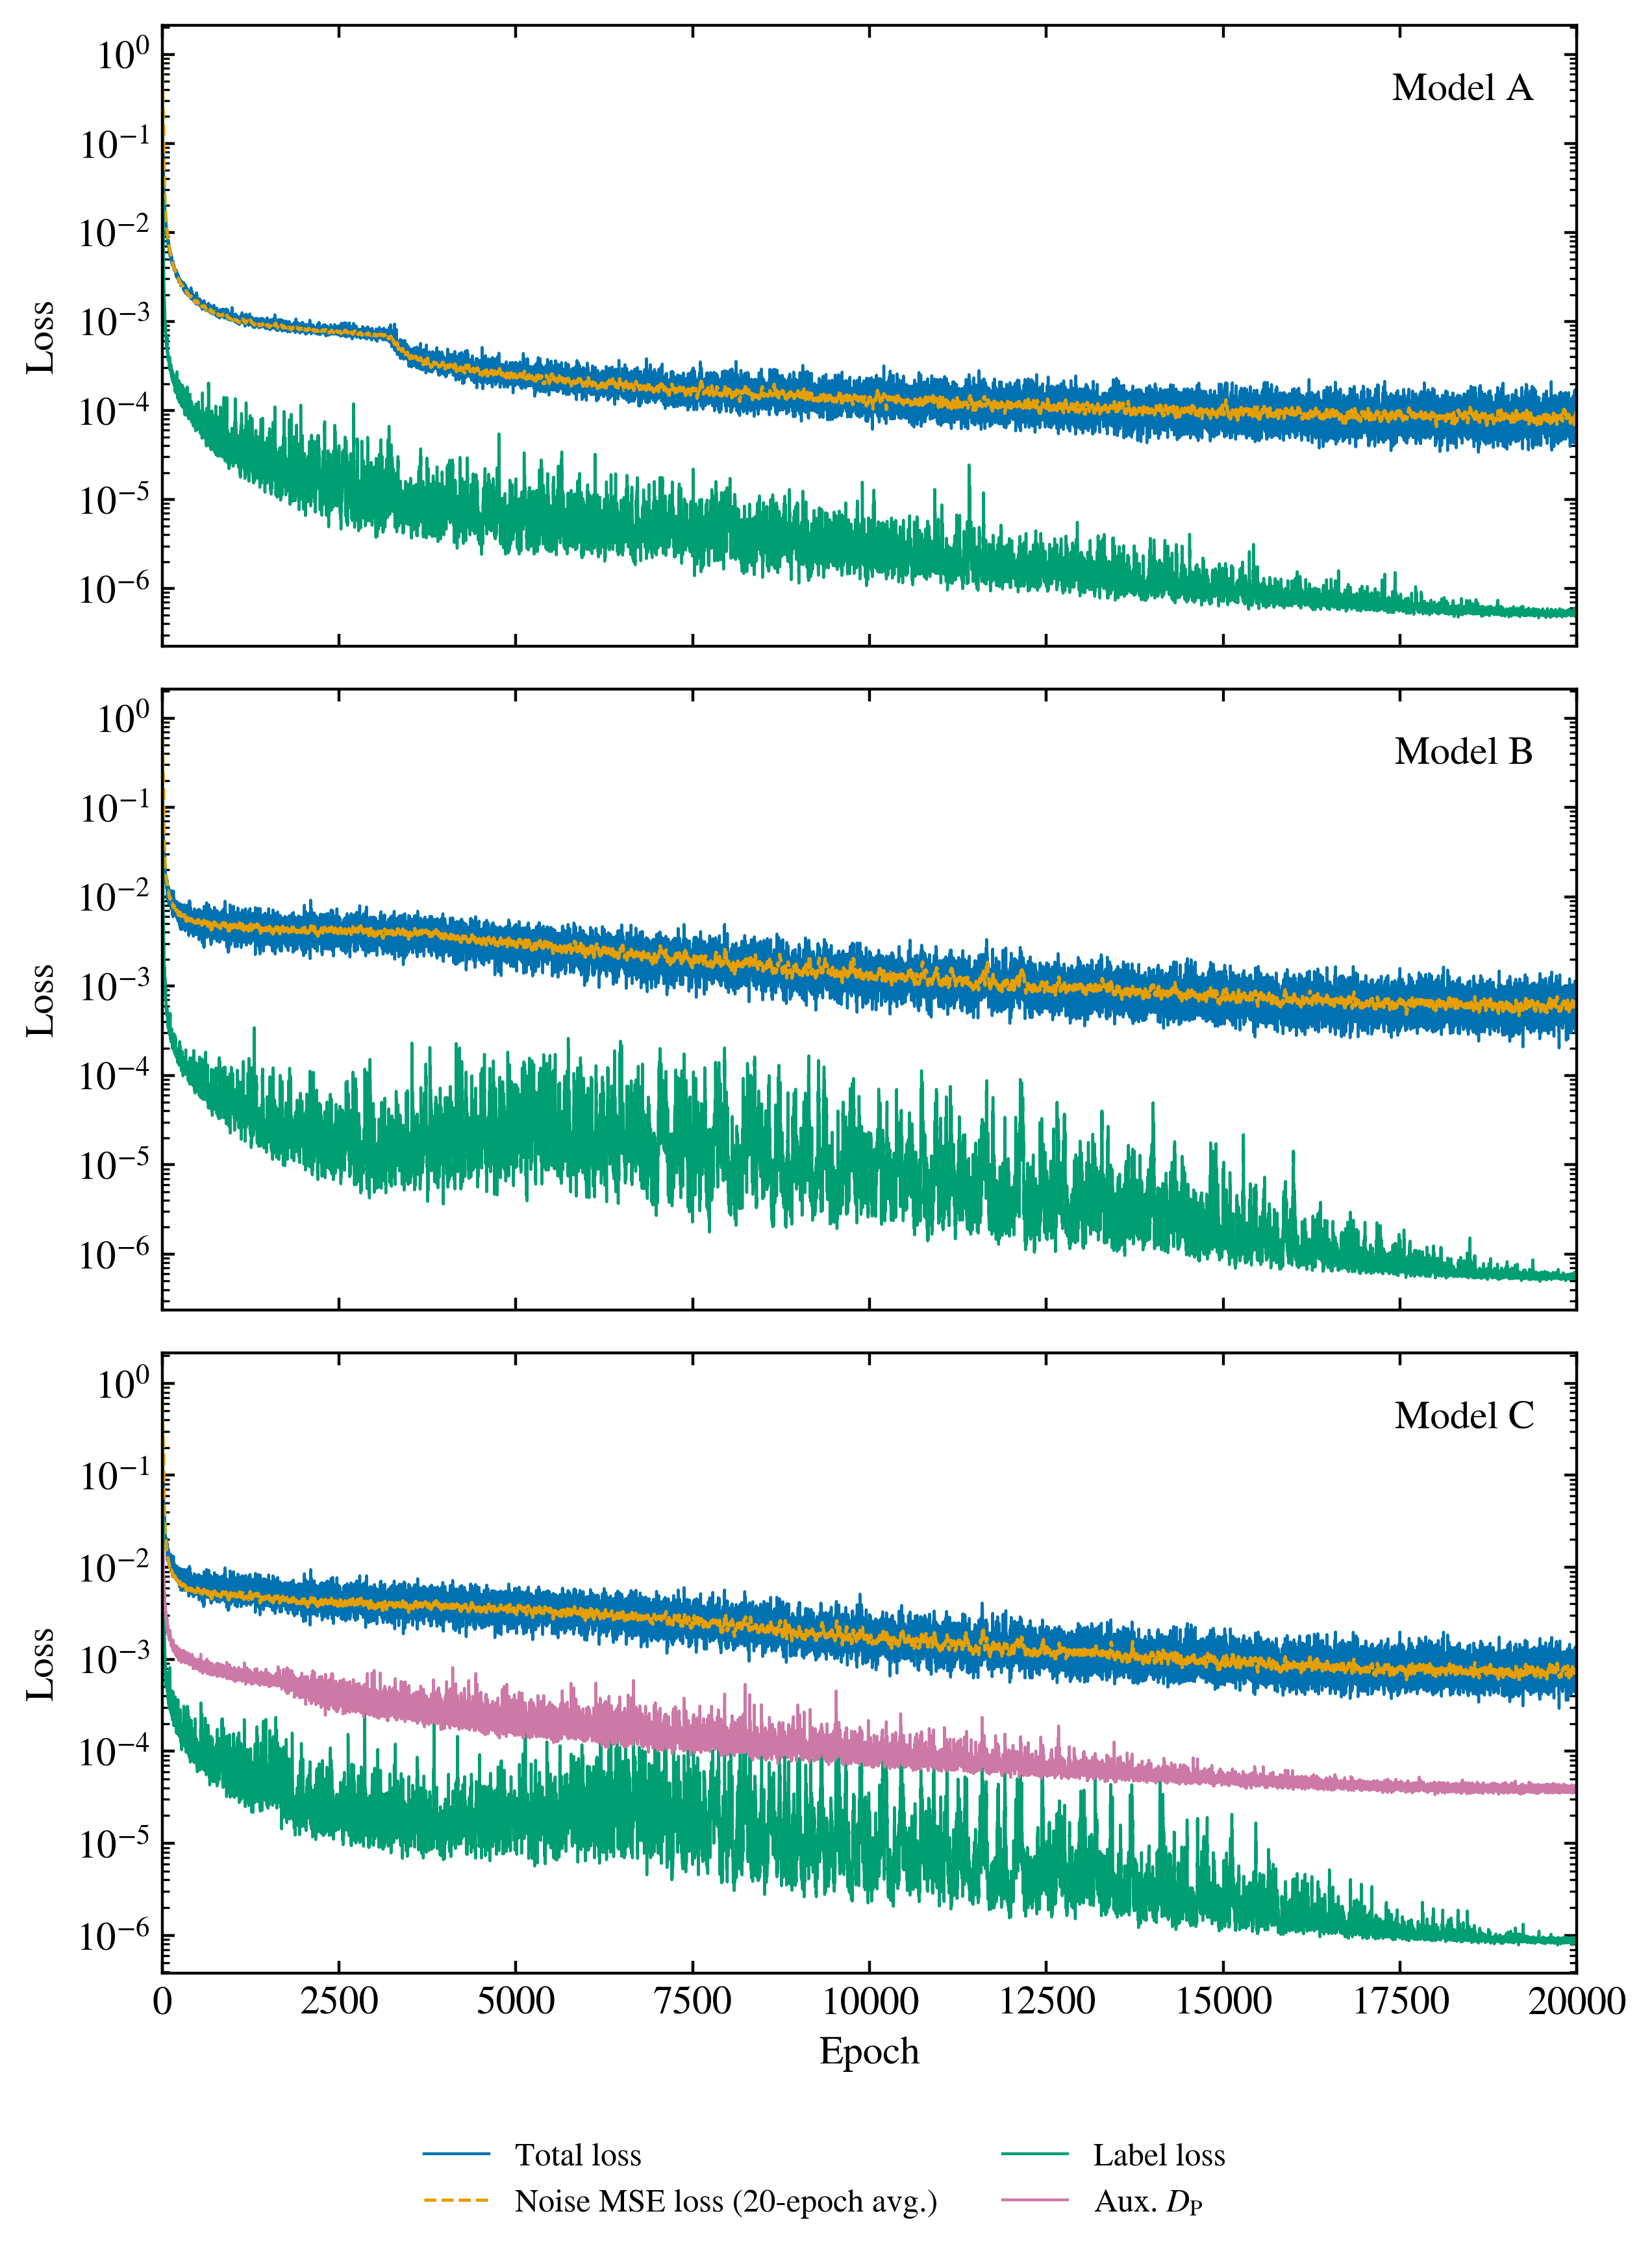 Model A
10^0
10^−1
10^−2
10^−3
10^−4
10^−5
10^−6
Loss
Model B
10^0
10^−1
10^−2
10^−3
10^−4
10^−5
10^−6
Loss
Model C
10^0
10^−1
10^−2
10^−3
10^−4
10^−5
10^−6
Loss
0 2500 5000 7500 10000 12500 15000 17500 20000
Epoch
Total loss
Noise MSE loss (20-epoch avg.)
Label loss
Aux. D_P